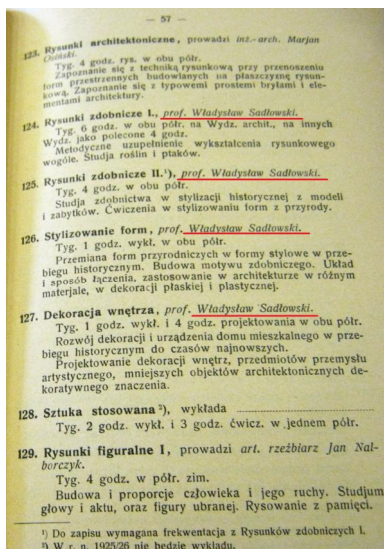 — 57 —
123. Rysunki architektoniczne, prowadzi inż.-arch. Marjan
Osiński.
Tyg. 4 godz. rys. w obu półr.
Zapoznanie się z techniką rysunkową przy przenoszeniu
form przestrzennych budowlanych na płaszczyznę rysun-
kową. Zapoznanie się z typowemi prostemi bryłami i ele-
mentami architektury.
124. Rysunki zdobnicze I., prof. Władysław Sadłowski.
Tyg. 6 godz. w obu półr. na Wydz. archit., na innych
Wydz. jako polecone 4 godz.
Metodyczne uzupełnienie wykształcenia rysunkowego
wogóle. Studja roślin i ptaków.
125. Rysunki zdobnicze II.¹), prof. Władysław Sadłowski.
Tyg. 4 godz. w obu półr.
Studja zdobnictwa w stylizacji historycznej z modeli
i zabytków. Ćwiczenia w stylizowaniu form z przyrody.
126. Stylizowanie form, prof. Władysław Sadłowski.
Tyg. 1 godz. wykł. w obu półr.
Przemiana form przyrodniczych w formy stylowe w prze-
biegu historycznym. Budowa motywu zdobniczego. Układ
i sposób łączenia, zastosowanie w architekturze w różnym
materjale, w dekoracji płaskiej i plastycznej.
127. Dekoracja wnętrza, prof. Władysław Sadłowski.
Tyg. 1 godz. wykł. i 4 godz. projektowania w obu półr.
Rozwój dekoracji i urządzenia domu mieszkalnego w prze-
biegu historycznym do czasów najnowszych.
Projektowanie dekoracji wnętrz, przedmiotów przemysłu
artystycznego, mniejszych objektów architektonicznych de-
koratywnego znaczenia.
128. Sztuka stosowana ²), wykłada
Tyg. 2 godz. wykł. i 3 godz. ćwicz. w jednem półr.
129. Rysunki figuralne I, prowadzi art. rzeźbiarz Jan Nal-
borczyk.
Tyg. 4 godz. w półr. zim.
Budowa i proporcje człowieka i jego ruchy. Studjum
głowy i aktu, oraz figury ubranej. Rysowanie z pamięci.
¹) Do zapisu wymagana frekwentacja z Rysunków zdobniczych I.
²) W r. n. 1925/26 nie będzie wykładu.